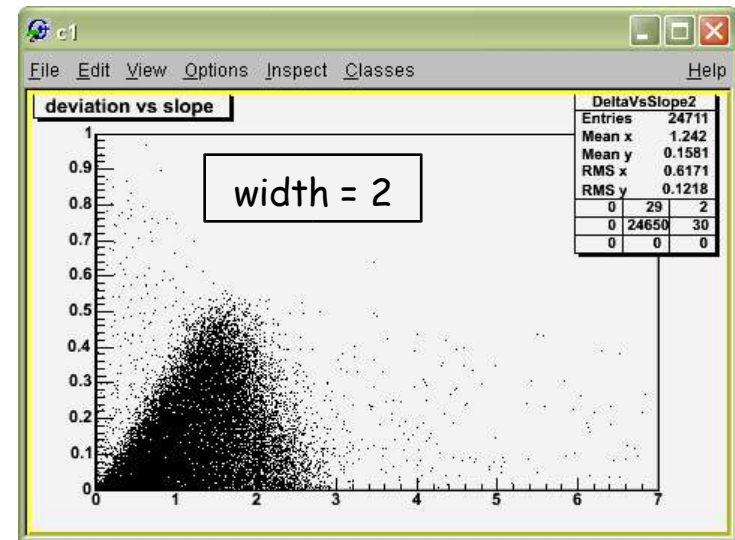 c1
File Edit View Options Inspect Classes Help
deviation vs slope
DeltaVsSlope2
Entries 24711
Mean x 1.242
Mean y 0.1581
RMS x 0.6171
RMS y 0.1218
0 29 2
0 24650 30
0 0 0
width = 2
1
0.9
0.8
0.7
0.6
0.5
0.4
0.3
0.2
0.1
0
0 1 2 3 4 5 6 7